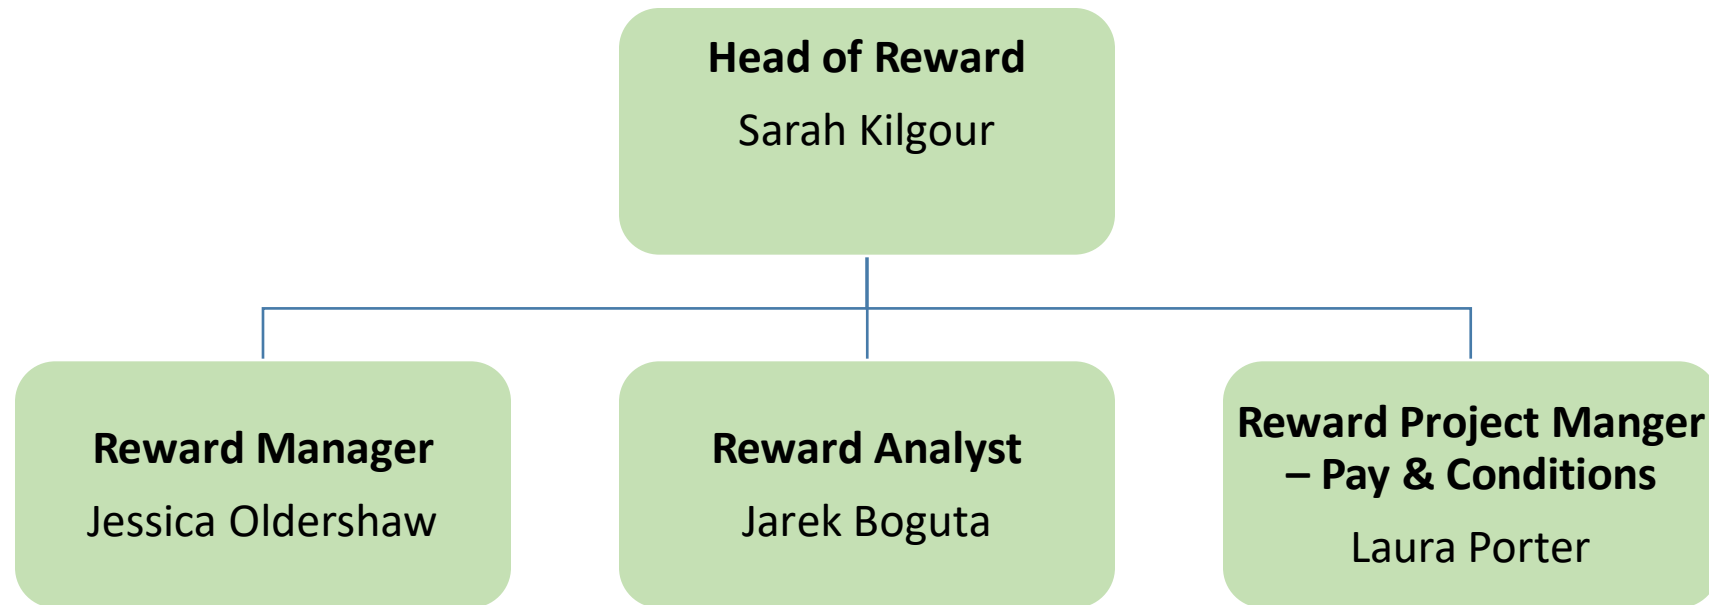 Head of Reward
Sarah Kilgour
Reward Manager
Jessica Oldershaw
Reward Analyst
Jarek Boguta
Reward Project Manger
– Pay & Conditions
Laura Porter